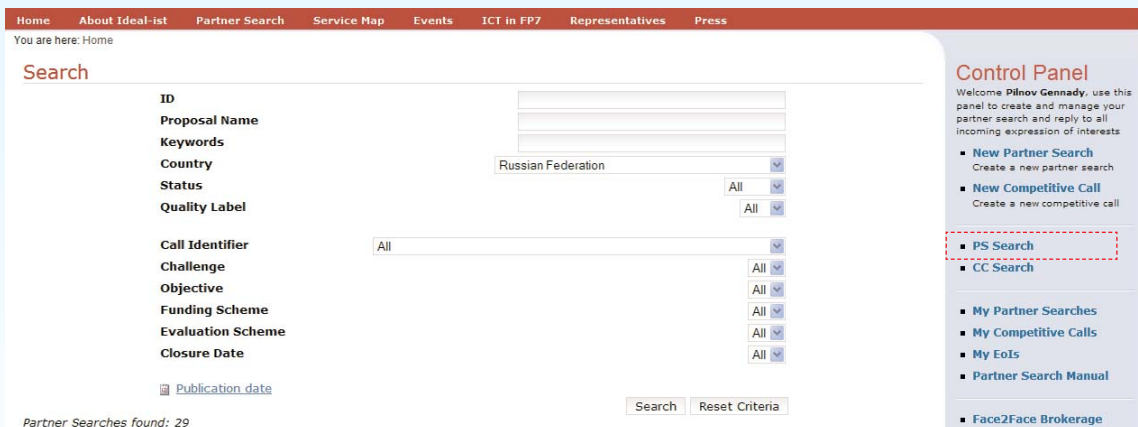 Home About Ideal-ist Partner Search Service Map Events ICT in FP7 Representatives Press
You are here: Home
Search
ID
Proposal Name
Keywords
Country Russian Federation
Status All
Quality Label All
Call Identifier All
Challenge All
Objective All
Funding Scheme All
Evaluation Scheme All
Closure Date All
Publication date
Search Reset Criteria
Partner Searches found: 29
Control Panel
Welcome Pilnov Gennady, use this
panel to create and manage your
partner search and reply to all
incoming expression of interests
New Partner Search
Create a new partner search
New Competitive Call
Create a new competitive call
PS Search
CC Search
My Partner Searches
My Competitive Calls
My EoIs
Partner Search Manual
Face2Face Brokerage